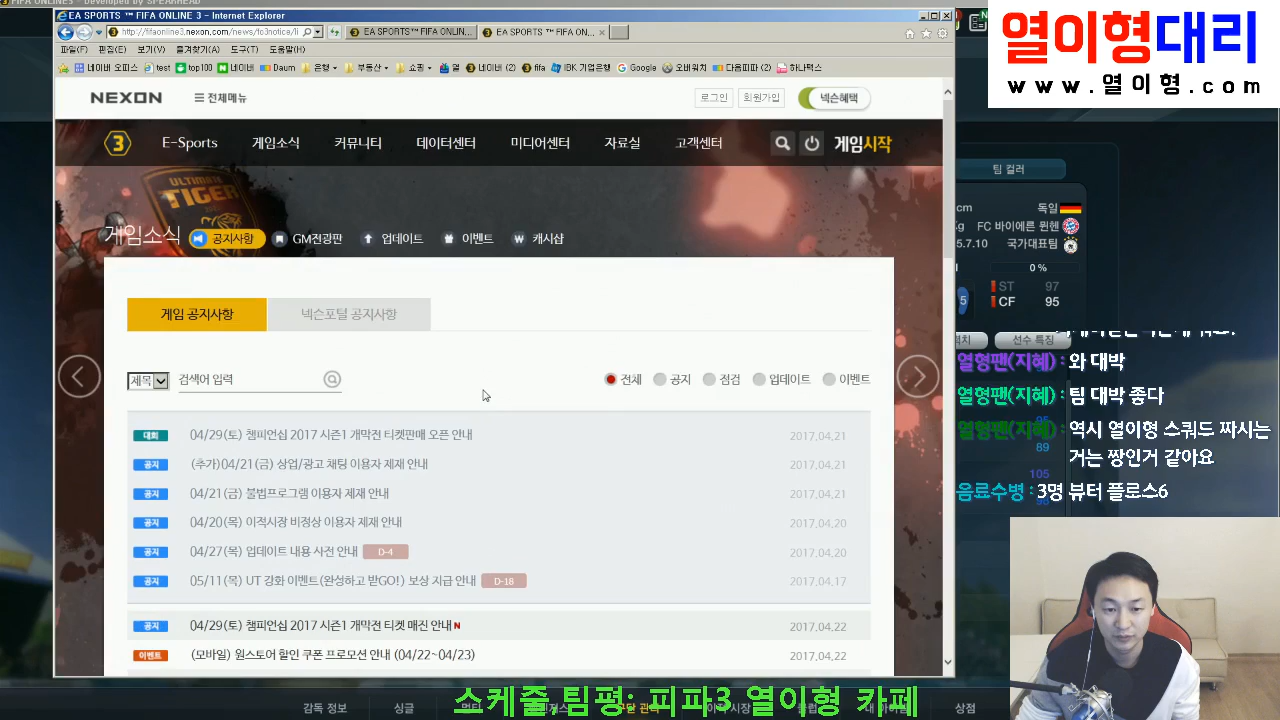 EA SPORTS ™ FIFA ONLINE 3 - Internet Explorer
http://fifaonline3.nexon.com/news/fo3notice/li
EA SPORTS™ FIFA ONLIN...
EA SPORTS ™ FIFA ON...
파일(F) 편집(E) 보기(V) 즐겨찾기(A) 도구(T) 도움말(H)
네이버 오피스 test top100 네이버 Daum 은행 부동산 쇼핑 꿀 네이버 (2) fifa IBK 기업은행 Google 오버워치 다음피피 (2) 하나팩스
NEXON 전체메뉴 로그인 회원가입 넥슨혜택
3 E-Sports 게임소식 커뮤니티 데이터센터 미디어센터 자료실 고객센터 게임시작
ULTIMATE TIGER
게임소식 공지사항 GM전광판 업데이트 이벤트 캐시샵
게임 공지사항 넥슨포털 공지사항
제목 검색어 입력 전체 공지 점검 업데이트 이벤트
대회 04/29(토) 챔피언십 2017 시즌1 개막전 티켓판매 오픈 안내 2017.04.21
공지 (추가)04/21(금) 상업/광고 채팅 이용자 제재 안내 2017.04.21
공지 04/21(금) 불법프로그램 이용자 제재 안내 2017.04.21
공지 04/20(목) 이적시장 비정상 이용자 제재 안내 2017.04.20
공지 04/27(목) 업데이트 내용 사전 안내 D-4 2017.04.20
공지 05/11(목) UT 강화 이벤트(완성하고 받GO!) 보상 지급 안내 D-18 2017.04.17
공지 04/29(토) 챔피언십 2017 시즌1 개막전 티켓 매진 안내 N 2017.04.22
이벤트 (모바일) 원스토어 할인 쿠폰 프로모션 안내 (04/22~04/23) 2017.04.22
열이형대리
www.열이형.com
팀 컬러
cm 독일
FC 바이에른 뮌헨
5.7.10 국가대표팀
0 %
ST 97
5 CF 95
선수 특징
열형팬(지혜) : 와 대박
열형팬(지혜) : 팀 대박 좋다
열형팬(지혜) : 역시 열이형 스쿼드 짜시는
거는 짱인거 같아요
89
105
음료수병 : 3명 뷰터 플로스6
스케줄,팀평: 피파3 열이형 카페
감독 정보 싱글 상점